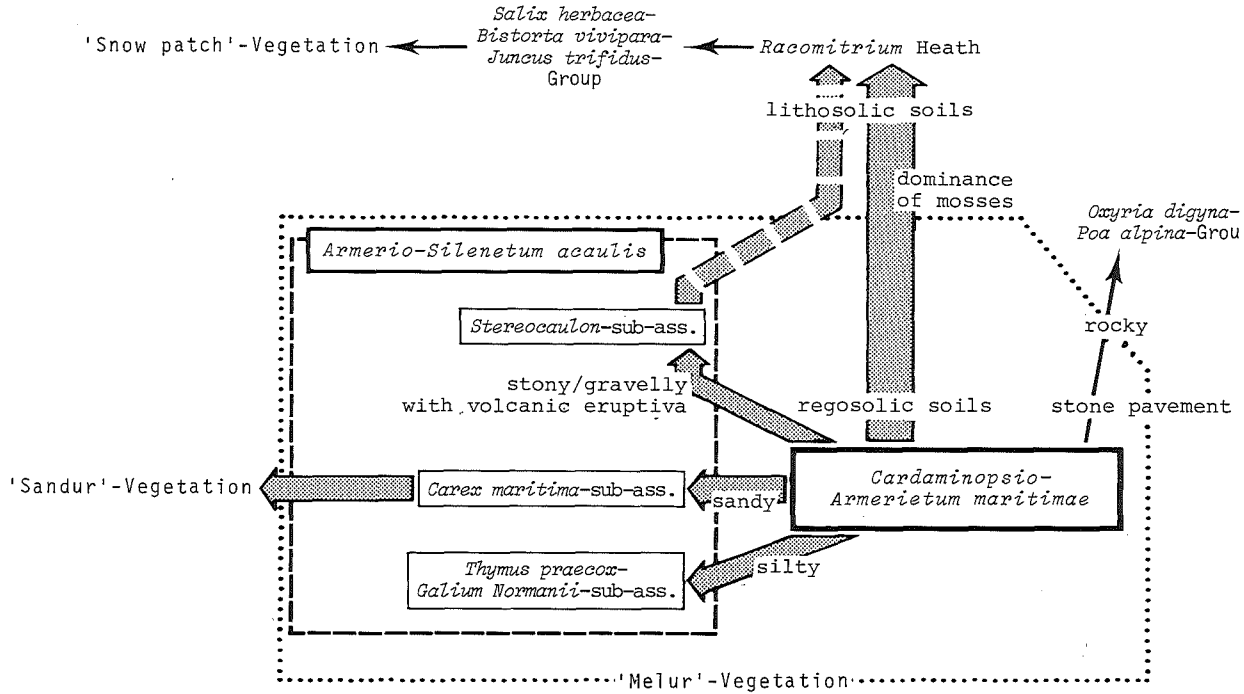 Salix herbacea-
Bistorta vivipara-
Juncus trifidus-
Group
'Snow patch'-Vegetation
Racomitrium Heath
lithosolic soils
dominance
of mosses
Oxyria digyna-
Poa alpina-Grou
Armerio-Silenetum acaulis
Stereocaulon-sub-ass.
rocky
stony/gravelly
with volcanic eruptiva
regosolic soils
stone pavement
'Sandur'-Vegetation
Carex maritima-sub-ass.
sandy
Cardaminopsio-
Armerietum maritimae
Thymus praecox-
Galium Normanii-sub-ass.
silty
'Melur'-Vegetation